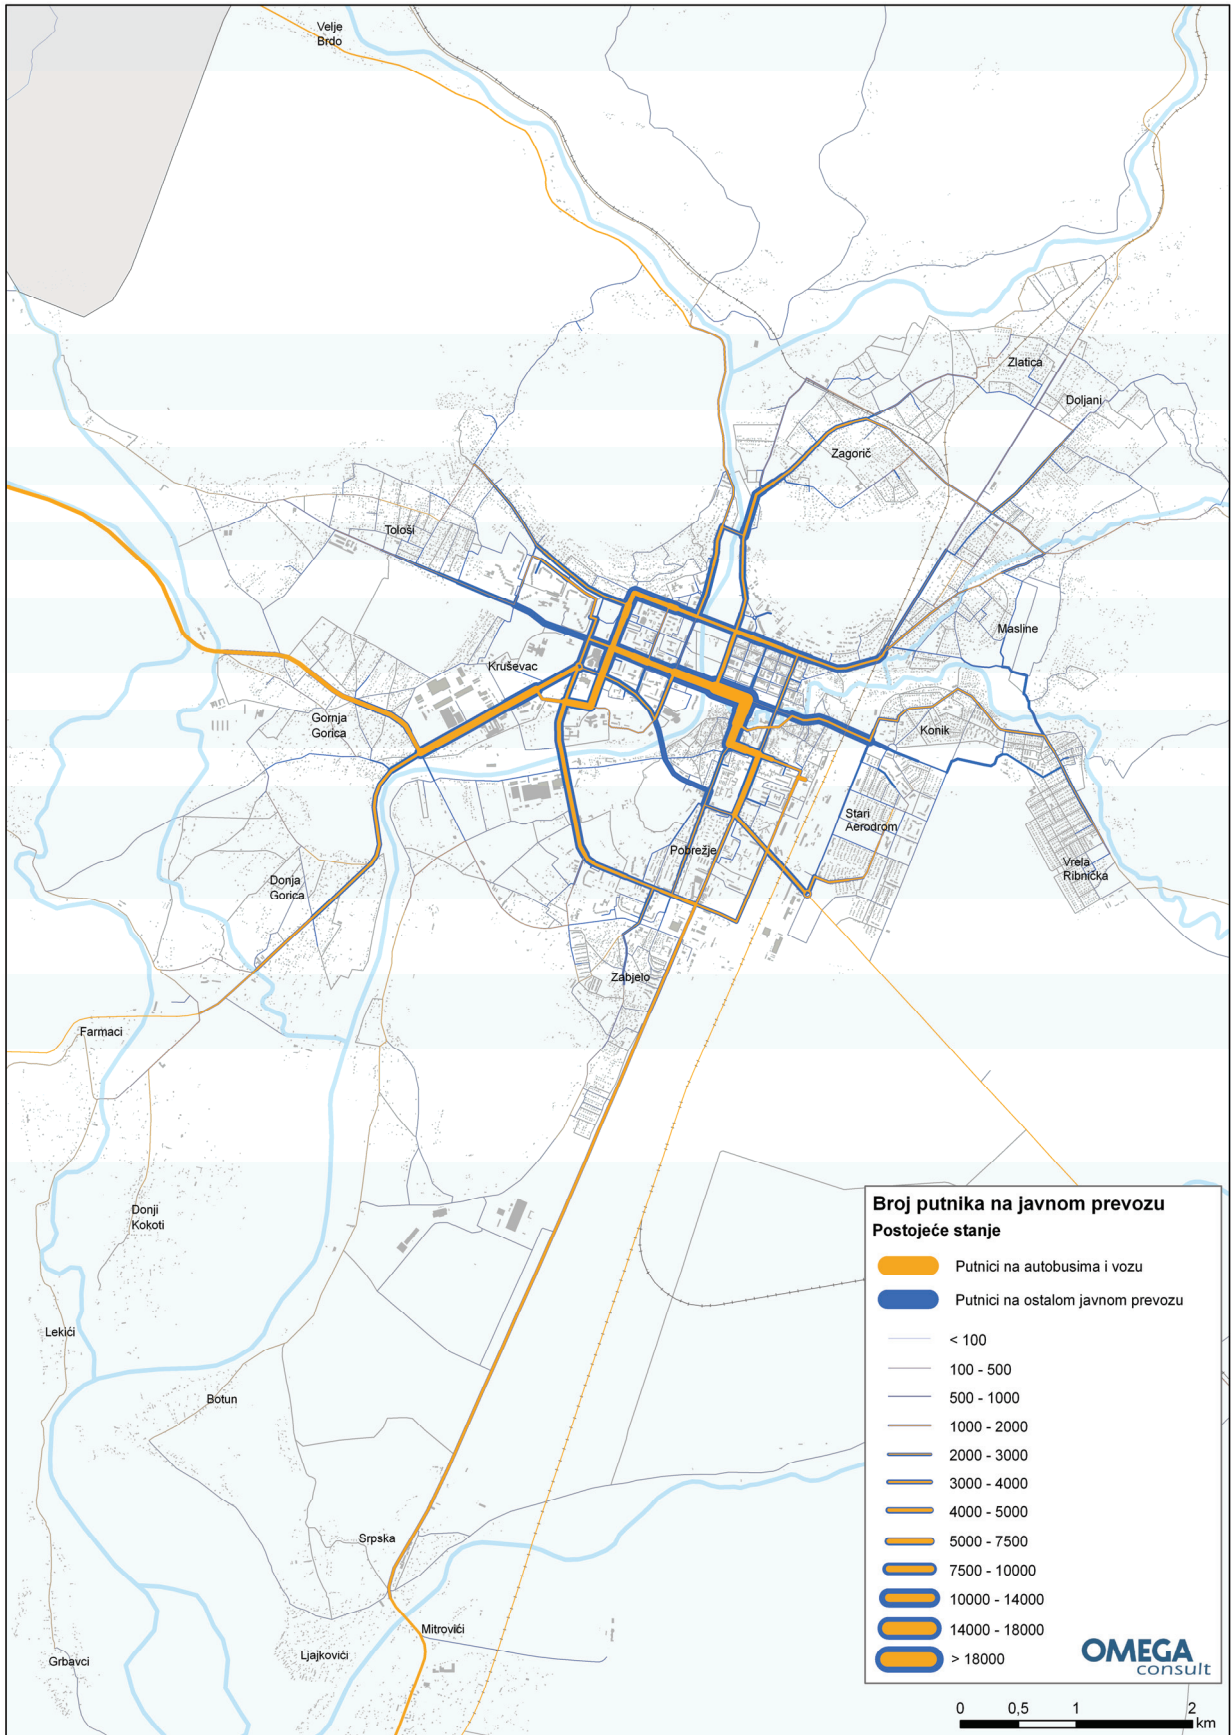 Velje
Brdo
Zlatica
Doljani
Zagorič
Tološi
Masline
Kruševac
Gornja
Gorica
Konik
Stari
Aerodrom
Pobrežje
Vrela
Ribnička
Donja
Gorica
Zabjelo
Farmaci
Donji
Kokoti
Lekići
Botun
Srpska
Mitrovići
Ljajkovići
Grbavci
Broj putnika na javnom prevozu
Postojeće stanje
Putnici na autobusima i vozu
Putnici na ostalom javnom prevozu
< 100
100 - 500
500 - 1000
1000 - 2000
2000 - 3000
3000 - 4000
4000 - 5000
5000 - 7500
7500 - 10000
10000 - 14000
14000 - 18000
> 18000
OMEGA
consult
0 0,5 1 2
km